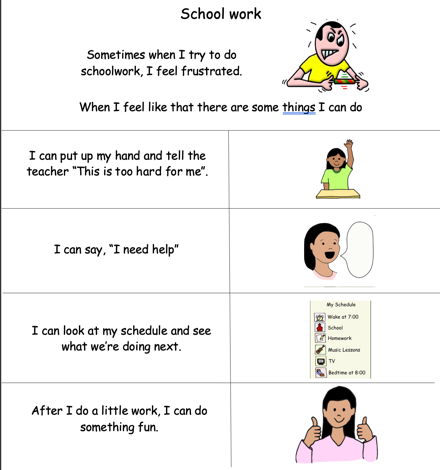 School work
Sometimes when I try to do
schoolwork, I feel frustrated.
When I feel like that there are some things I can do
I can put up my hand and tell the
teacher “This is too hard for me”.
I can say, “I need help”
My Schedule
Wake at 7:00
School
Homework
Music Lessons
TV
Bedtime at 8:00
I can look at my schedule and see
what we’re doing next.
After I do a little work, I can do
something fun.